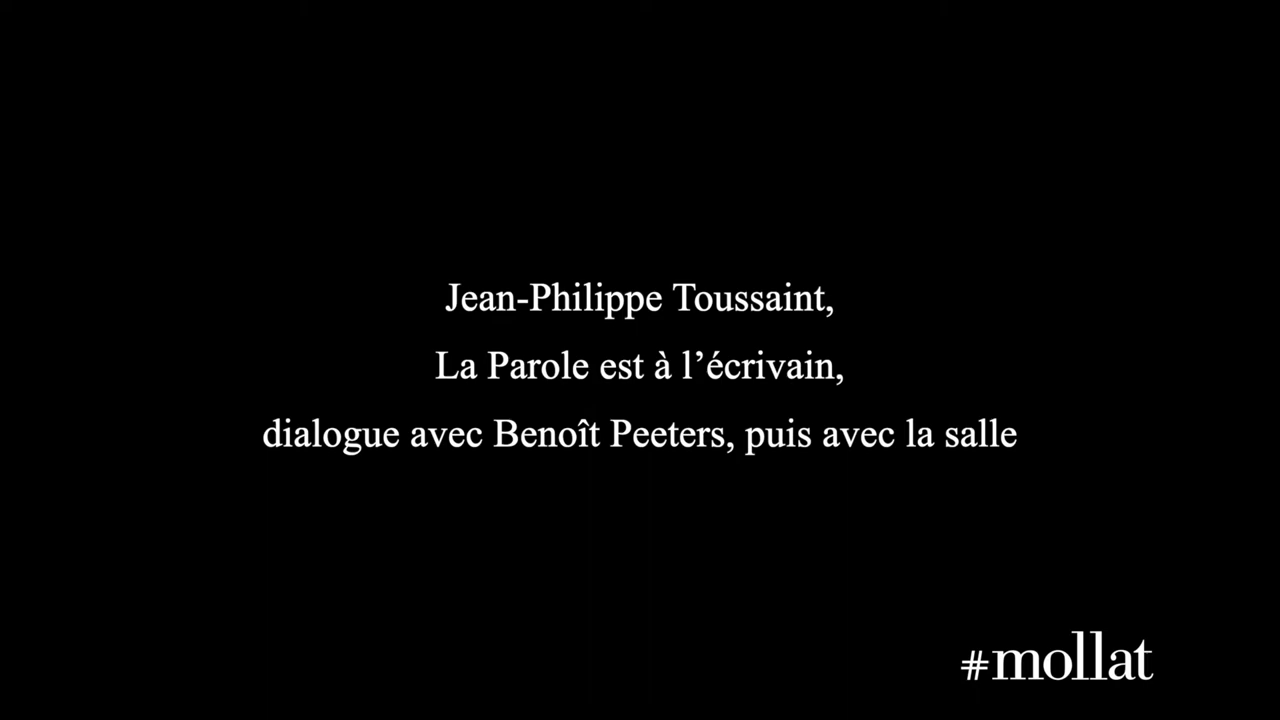 Jean-Philippe Toussaint,
La Parole est à l’écrivain,
dialogue avec Benoît Peeters, puis avec la salle
#mollat